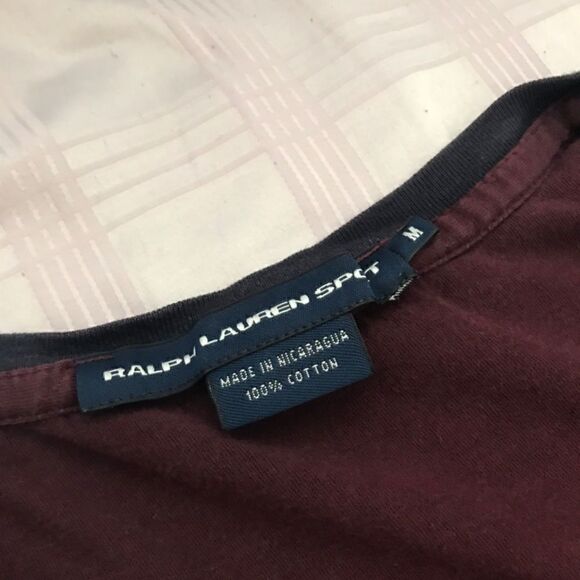 RALPH LAUREN SPORT
M
MADE IN NICARAGUA
100% COTTON